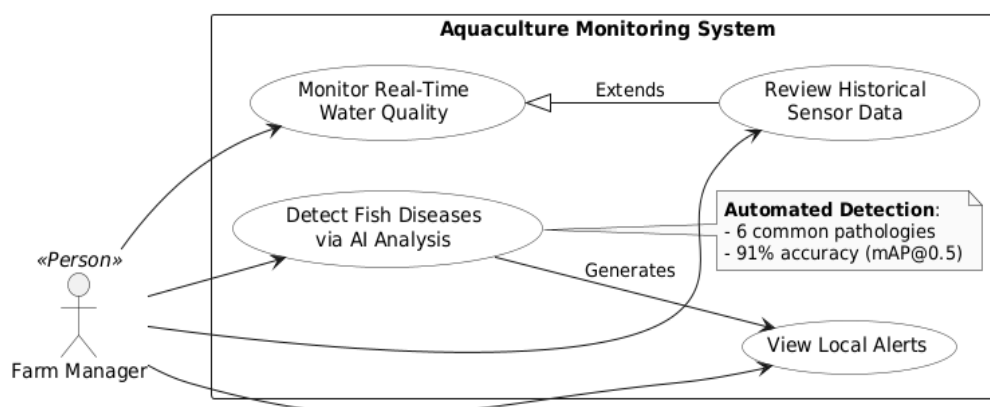 Aquaculture Monitoring System
Monitor Real-Time
Water Quality
Extends
Review Historical
Sensor Data
Detect Fish Diseases
via AI Analysis
Automated Detection:
- 6 common pathologies
- 91% accuracy (mAP@0.5)
«Person»
Generates
View Local Alerts
Farm Manager